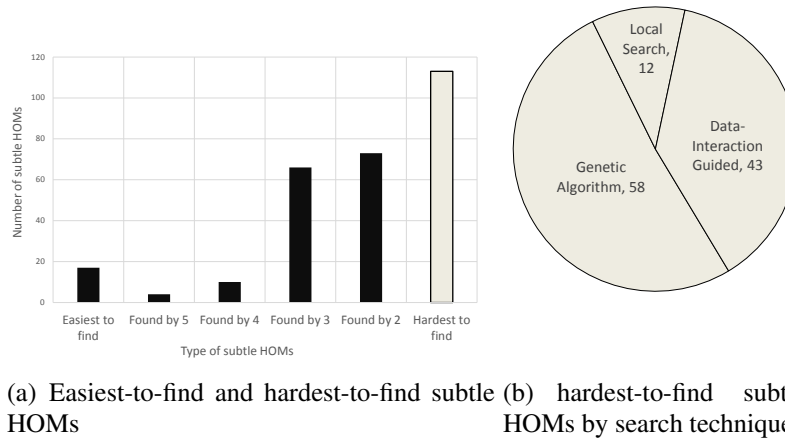 120
100
80
60
40
20
0
Number of subtle HOMs
Easiest to find
Found by 5
Found by 4
Found by 3
Found by 2
Hardest to find
Type of subtle HOMs
Local
Search,
12
Data-
Interaction
Guided, 43
Genetic
Algorithm, 58
(a) Easiest-to-find and hardest-to-find subtle
HOMs
(b) hardest-to-find subt
HOMs by search technique